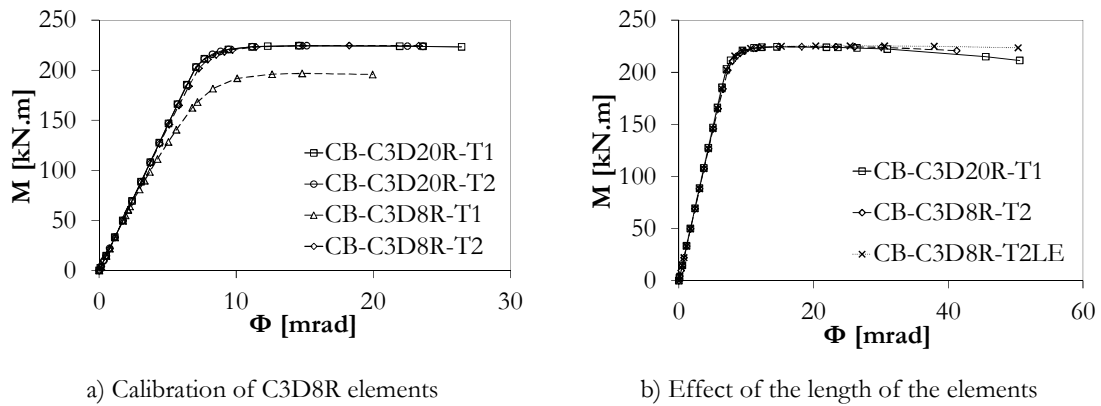 M [kN.m]
250
200
150
100
50
0
0
10
20
30
Φ [mrad]
CB-C3D20R-T1
CB-C3D20R-T2
CB-C3D8R-T1
CB-C3D8R-T2
a) Calibration of C3D8R elements
M [kN.m]
250
200
150
100
50
0
0
20
40
60
Φ [mrad]
CB-C3D20R-T1
CB-C3D8R-T2
CB-C3D8R-T2LE
b) Effect of the length of the elements